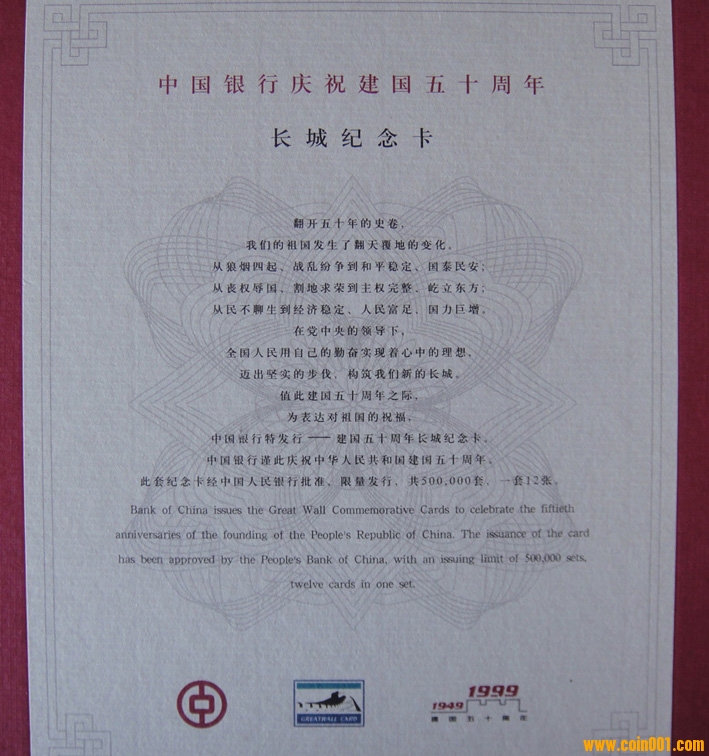 中国银行庆祝建国五十周年
长城纪念卡
翻开五十年的史卷，
我们的祖国发生了翻天覆地的变化。
从狼烟四起、战乱纷争到和平稳定、国泰民安；
从丧权辱国、割地求荣到主权完整、屹立东方；
从民不聊生到经济稳定、人民富足、国力巨增。
在党中央的领导下，
全国人民用自己的勤奋实现着心中的理想，
迈出坚实的步伐，构筑我们新的长城。
值此建国五十周年之际，
为表达对祖国的祝福，
中国银行特发行——建国五十周年长城纪念卡。
中国银行谨此庆祝中华人民共和国建国五十周年。
此套纪念卡经中国人民银行批准、限量发行，共500,000套，一套12张。
Bank of China issues the Great Wall Commemorative Cards to celebrate the fiftieth
anniversaries of the founding of the People's Republic of China. The issuance of the card
has been approved by the People's Bank of China, with an issuing limit of 500,000 sets,
twelve cards in one set.
GREATWALL CARD
1949 1999
建国五十周年
www.coin001.com